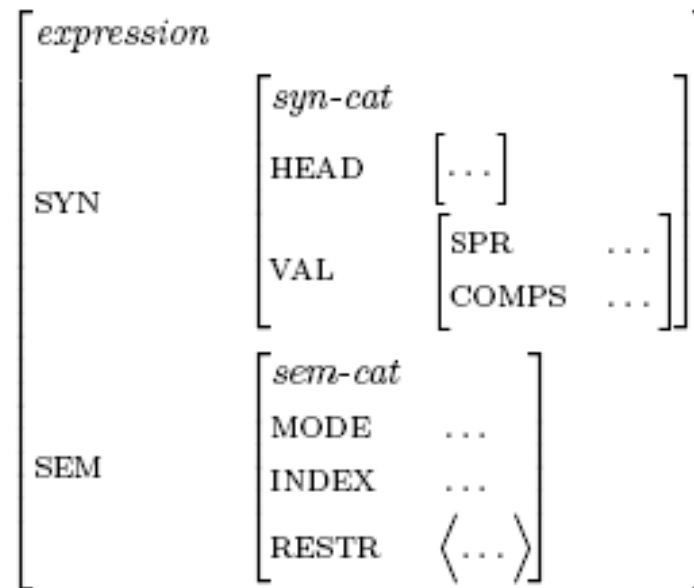 expression
syn-cat
HEAD [...]
SYN
SPR ...
VAL
COMPS ...
sem-cat
MODE ...
SEM
INDEX ...
RESTR ⟨...⟩